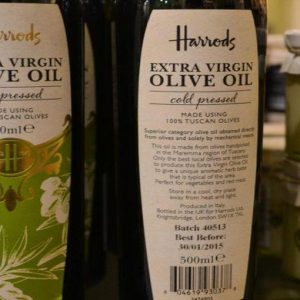 Harrods
EXTRA VIRGIN
OLIVE OIL
cold pressed
MADE USING
100% TUSCAN OLIVES
Superior category olive oil obtained directly
from olives and solely by mechanical means.
This oil is made from olives handpicked
in the Maremma region of Tuscany.
Only the best local olives are selected
to produce this Extra Virgin Olive Oil
to give a unique aromatic herb taste
that is typical of the area.
Perfect for vegetables and red meat.
Store in a cool, dry place
away from heat and light.
Produced in Italy.
Bottled in the UK for Harrods Ltd.
Knightsbridge, London SW1X 7XL
Batch 40513
Best Before:
30/01/2015
500ml℮
Harrods
A VIRGIN
VE OIL
pressed
USING
N OLIVES
0ml℮